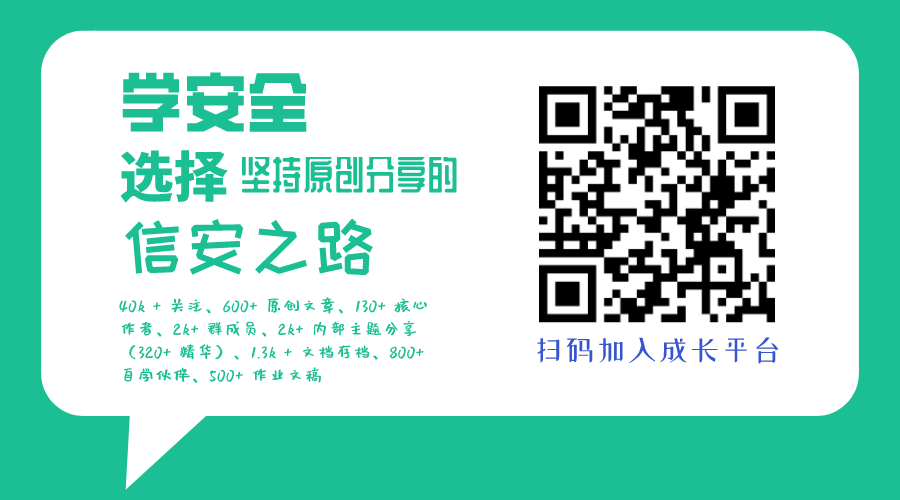 学安全
选择 坚持原创分享的
信安之路
40k + 关注、600+ 原创文章、130+ 核心
作者、2k+ 群成员、2k+ 内部主题分享
（320+ 精华）、1.3k + 文档存档、800+
自学伙伴、500+ 作业文稿
扫码加入成长平台